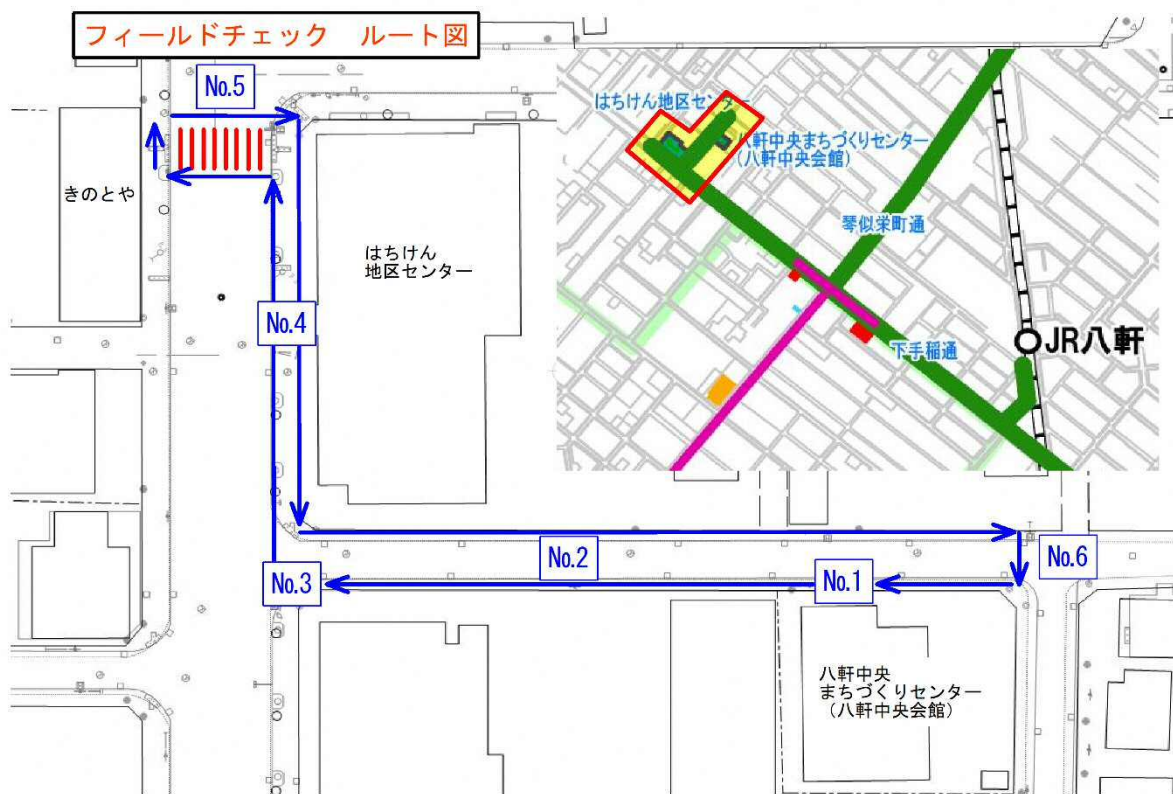 フィールドチェック　ルート図
No.5
きのとや
はちけん
地区センター
No.4
No.3
No.2
No.1
No.6
八軒中央
まちづくりセンター
（八軒中央会館）
はちけん地区センター
八軒中央まちづくりセンター
（八軒中央会館）
琴似栄町通
下手稲通
JR八軒